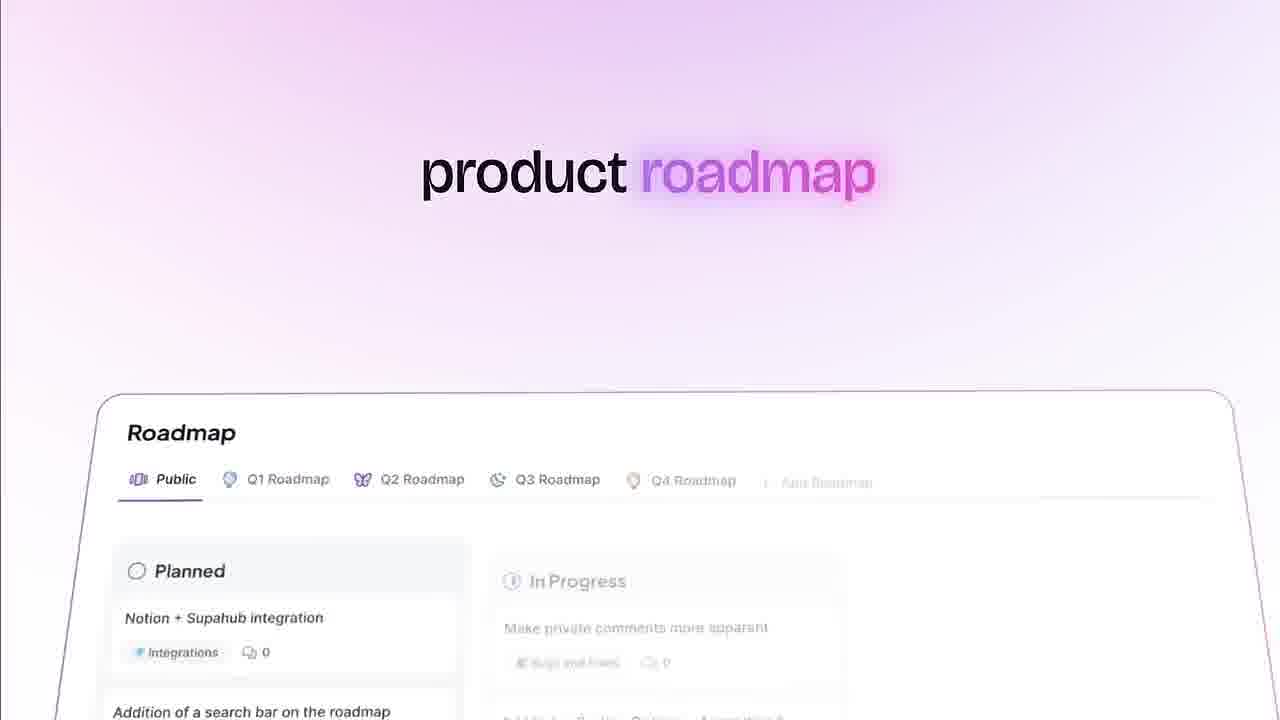 product roadmap
Roadmap
Public Q1 Roadmap Q2 Roadmap Q3 Roadmap Q4 Roadmap Add Roadmap
Planned
In Progress
Notion + Supahub integration
Make private comments more apparent
Integrations 0
Bugs and fixes 0
Addition of a search bar on the roadmap